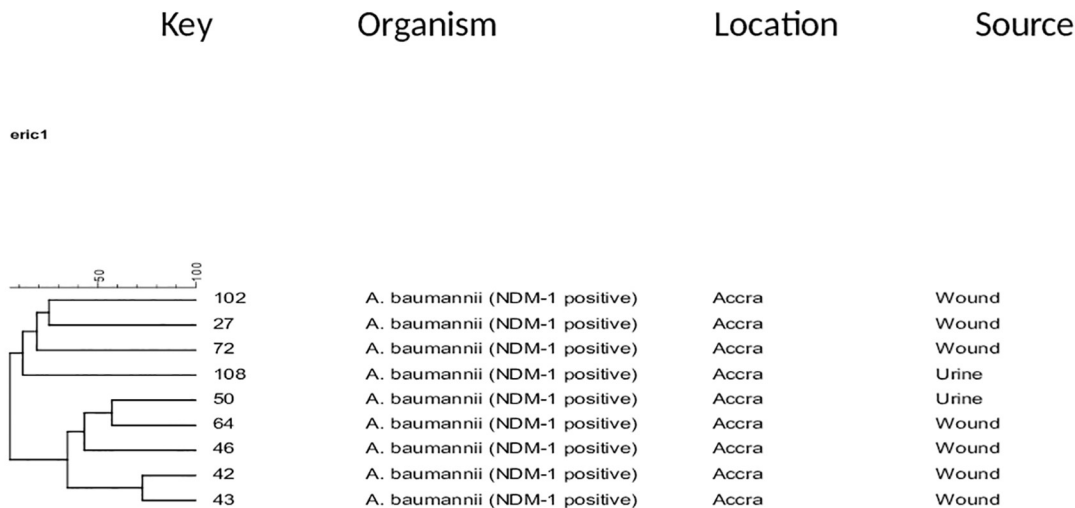 Key Organism Location Source
eric1
50 100
102 A. baumannii (NDM-1 positive) Accra Wound
27 A. baumannii (NDM-1 positive) Accra Wound
72 A. baumannii (NDM-1 positive) Accra Wound
108 A. baumannii (NDM-1 positive) Accra Urine
50 A. baumannii (NDM-1 positive) Accra Urine
64 A. baumannii (NDM-1 positive) Accra Wound
46 A. baumannii (NDM-1 positive) Accra Wound
42 A. baumannii (NDM-1 positive) Accra Wound
43 A. baumannii (NDM-1 positive) Accra Wound